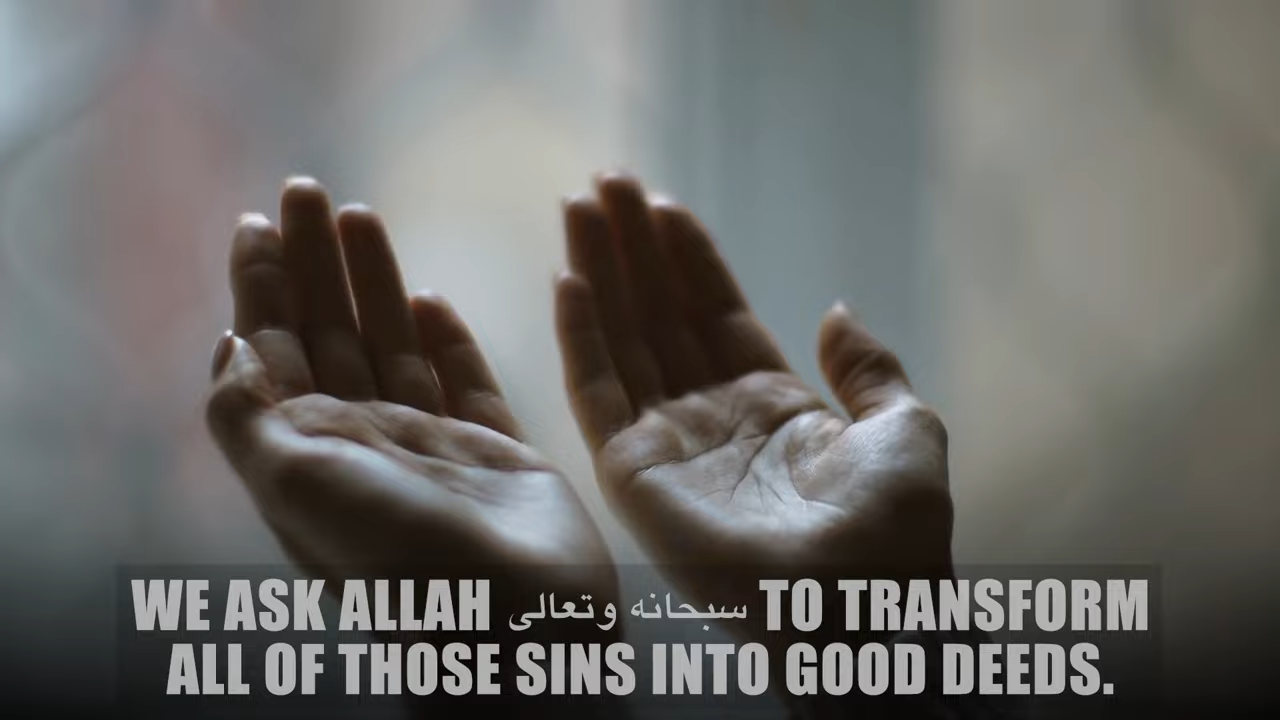 WE ASK ALLAH سبحانه وتعالى TO TRANSFORM
ALL OF THOSE SINS INTO GOOD DEEDS.